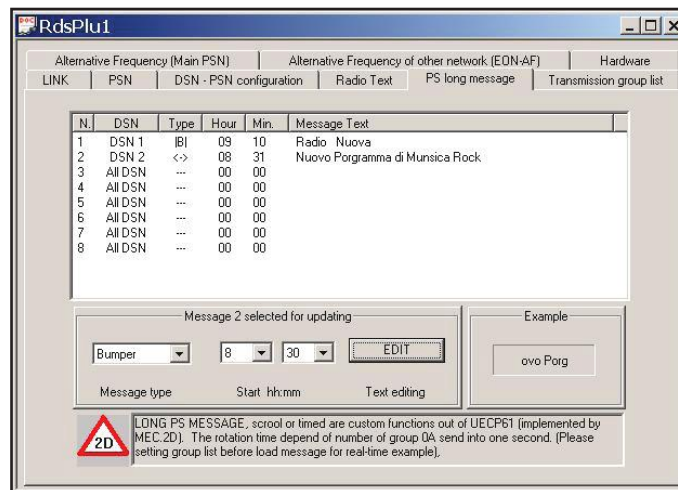 RdsPlu1
Alternative Frequency (Main PSN) Alternative Frequency of other network (EON-AF) Hardware
LINK PSN DSN - PSN configuration Radio Text PS long message Transmission group list
N. DSN Type Hour Min. Message Text
1 DSN 1 |B| 09 10 Radio Nuova
2 DSN 2 <-> 08 31 Nuovo Porgramma di Munsica Rock
3 All DSN --- 00 00
4 All DSN --- 00 00
5 All DSN --- 00 00
6 All DSN --- 00 00
7 All DSN --- 00 00
8 All DSN --- 00 00
Message 2 selected for updating
Example
Bumper 8 30 EDIT
ovo Porg
Message type Start hh:mm Text editing
2D
LONG PS MESSAGE, scrool or timed are custom functions out of UECP61 (implemented by
MEC.2D). The rotation time depend of number of group 0A send into one second. (Please
setting group list before load message for real-time example),